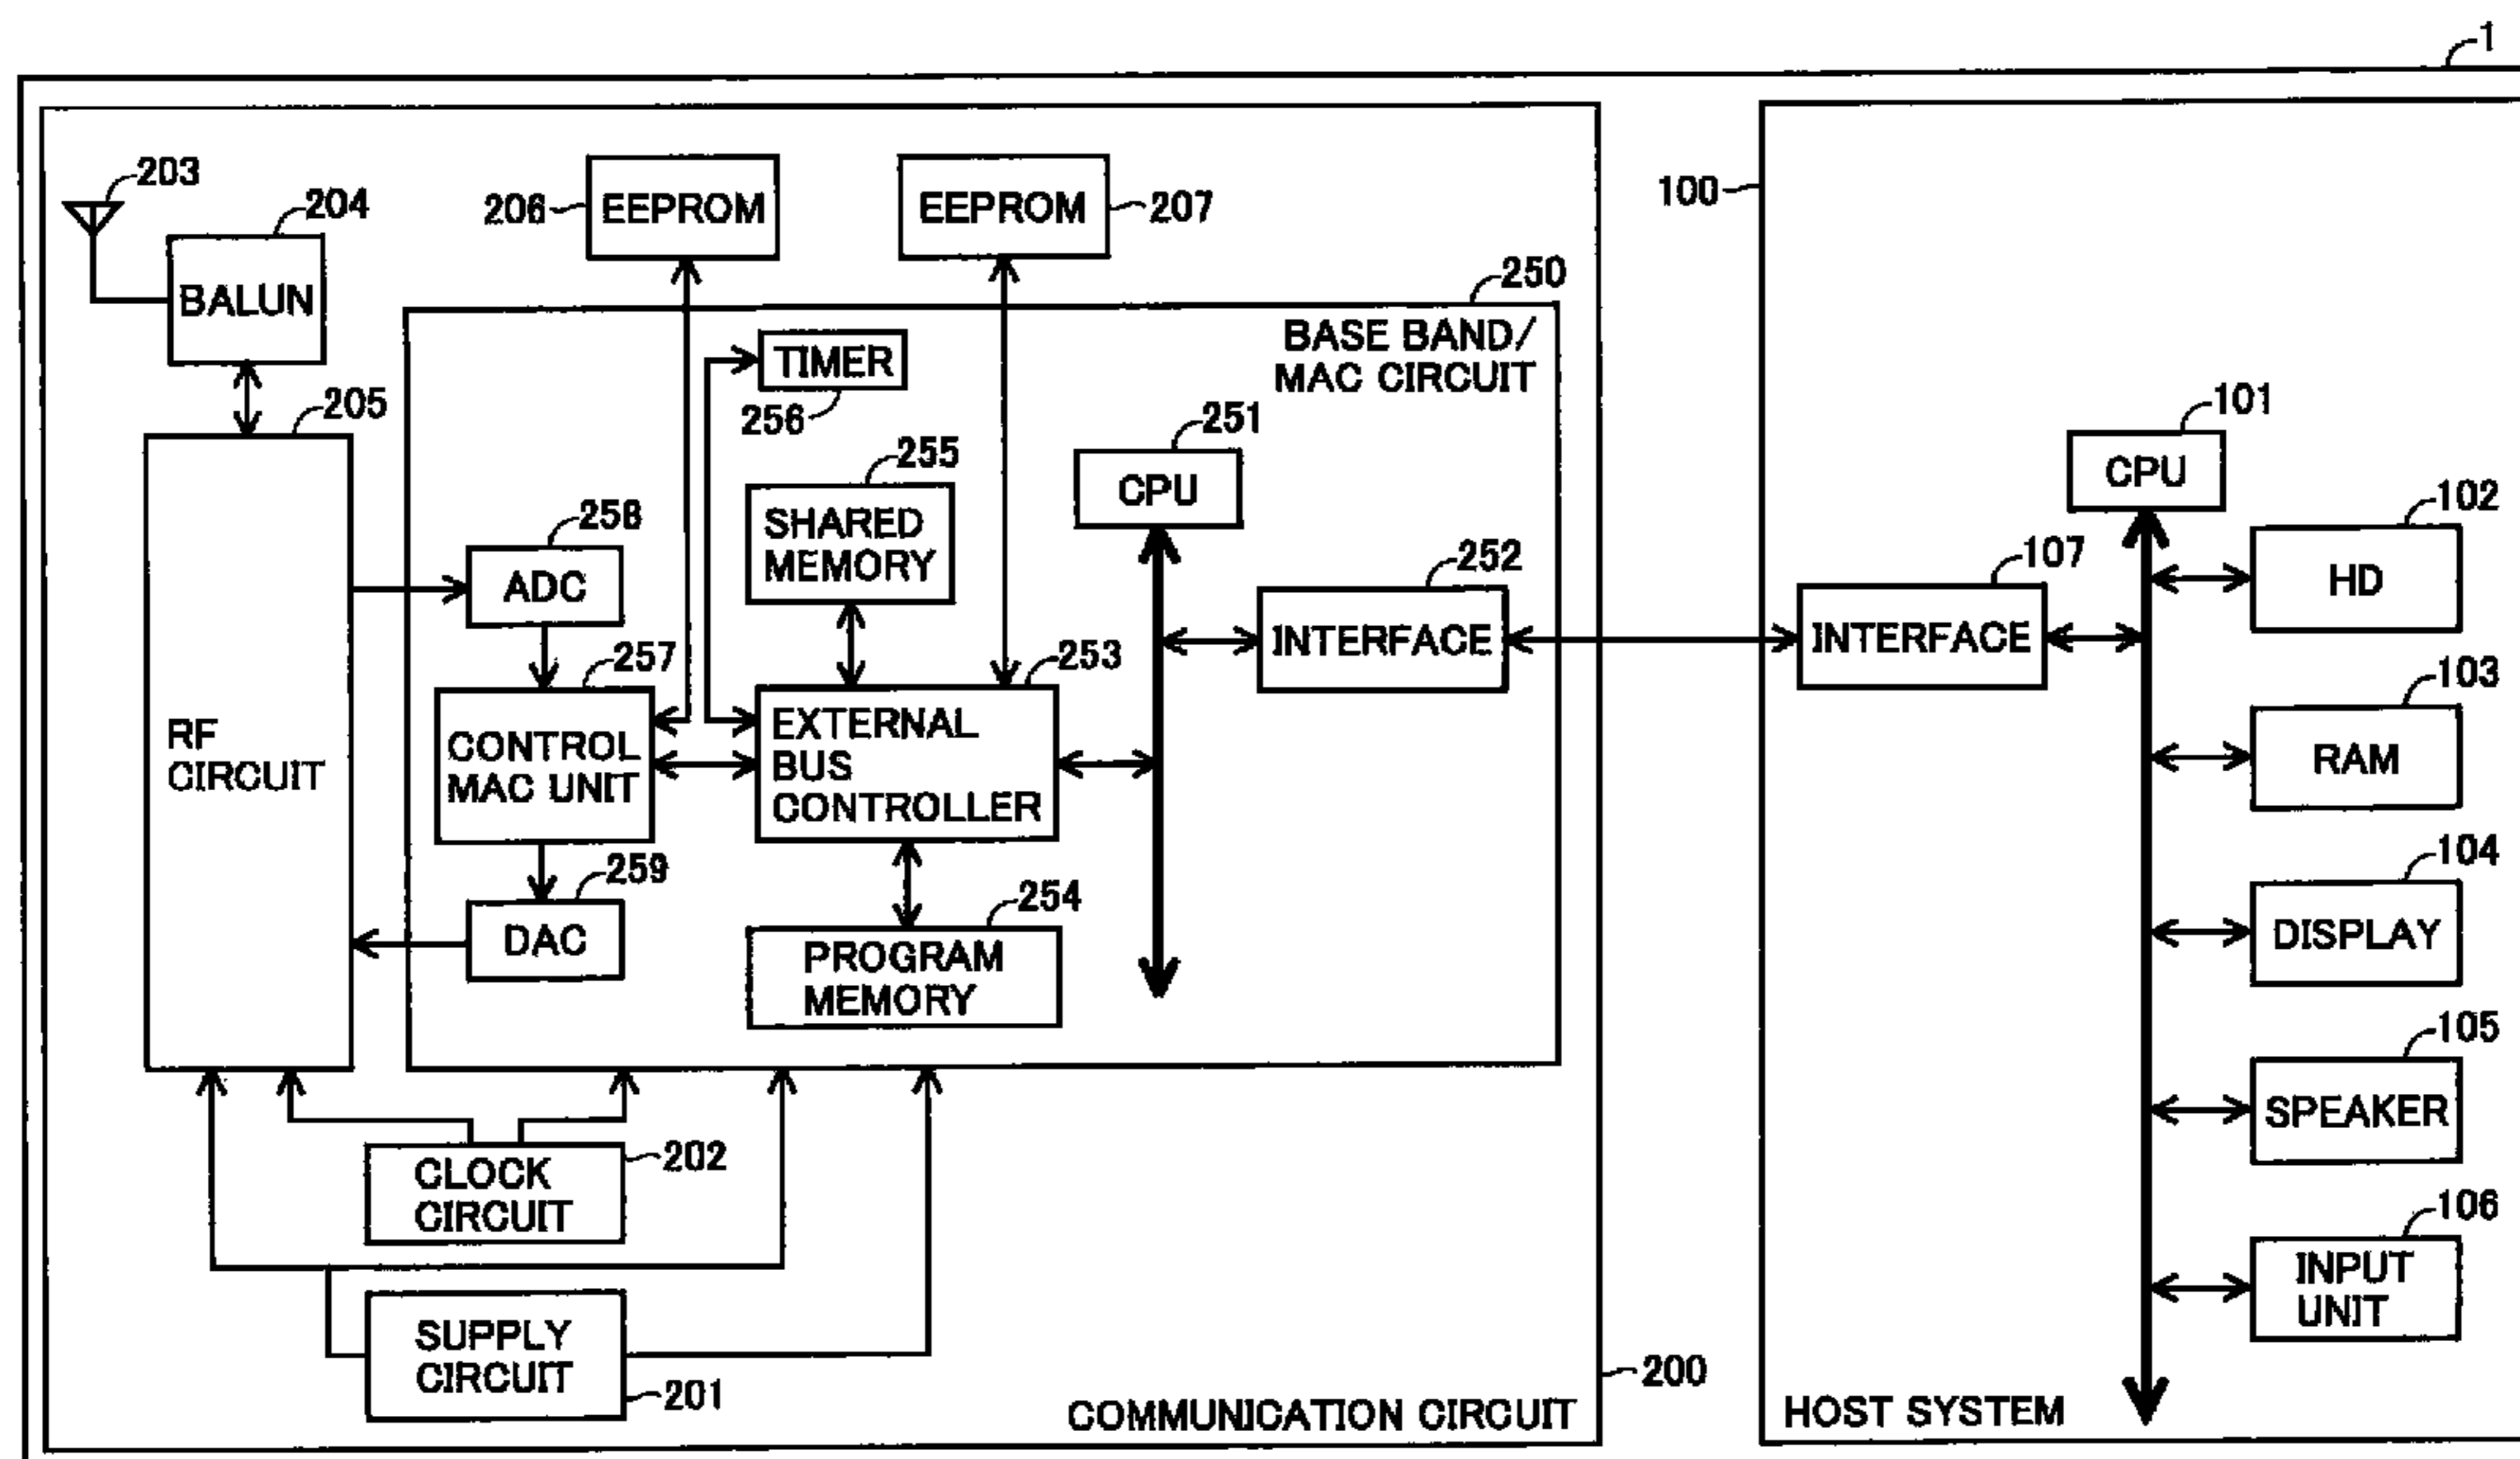 1
203
204
BALUN
206
EEPROM
EEPROM
207
100
250
BASE BAND/
MAC CIRCUIT
TIMER
256
205
251
CPU
101
CPU
255
SHARED
MEMORY
258
ADC
252
INTERFACE
107
INTERFACE
102
HD
257
CONTROL
MAC UNIT
253
EXTERNAL
BUS
CONTROLLER
103
RAM
RF
CIRCUIT
259
DAC
254
PROGRAM
MEMORY
104
DISPLAY
105
SPEAKER
202
CLOCK
CIRCUIT
106
INPUT
UNIT
SUPPLY
CIRCUIT
201
200
COMMUNICATION CIRCUIT
HOST SYSTEM